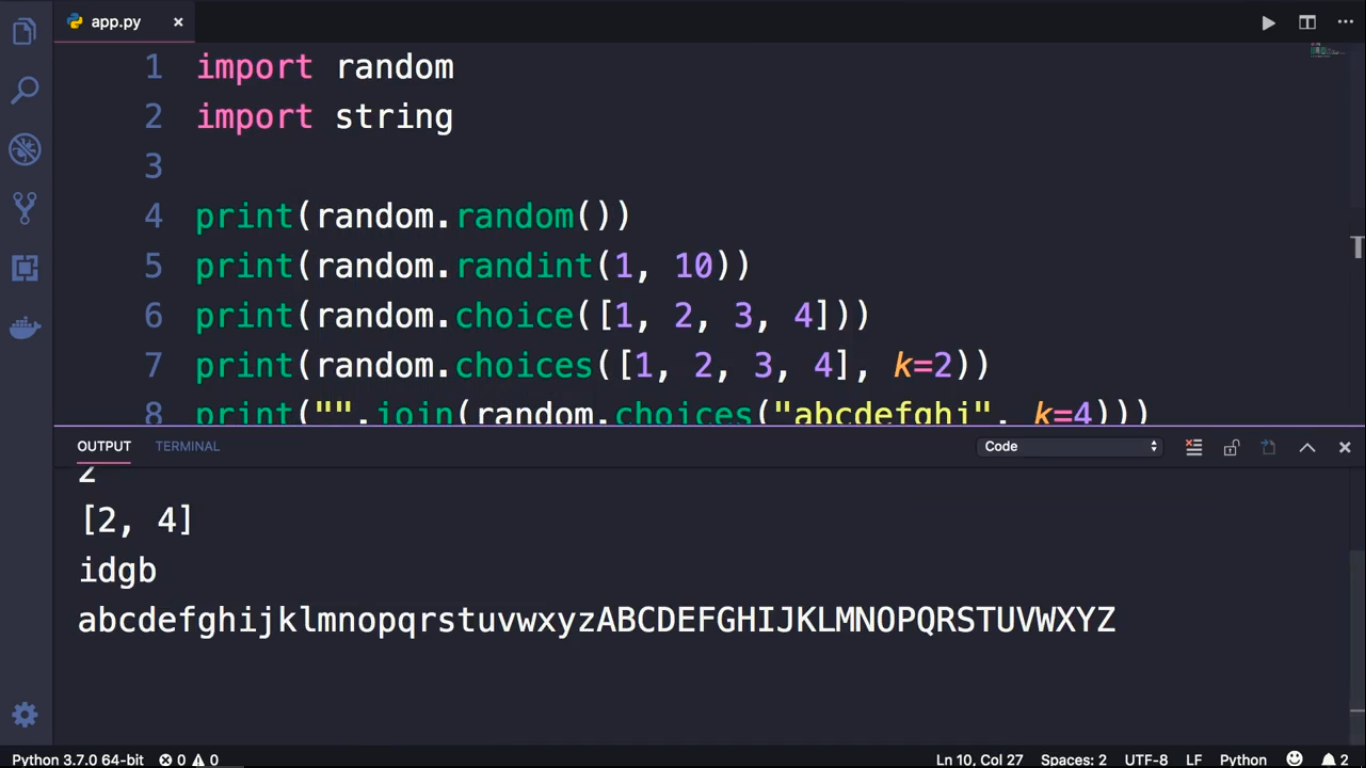 app.py
1 import random
2 import string
3
4 print(random.random())
5 print(random.randint(1, 10))
6 print(random.choice([1, 2, 3, 4]))
7 print(random.choices([1, 2, 3, 4], k=2))
8 print("".join(random.choices("abcdefghi", k=4)))
OUTPUT TERMINAL Code
2
[2, 4]
idgb
abcdefghijklmnopqrstuvwxyzABCDEFGHIJKLMNOPQRSTUVWXYZ
Python 3.7.0 64-bit 0 0 Ln 10, Col 27 Spaces: 2 UTF-8 LF Python 2